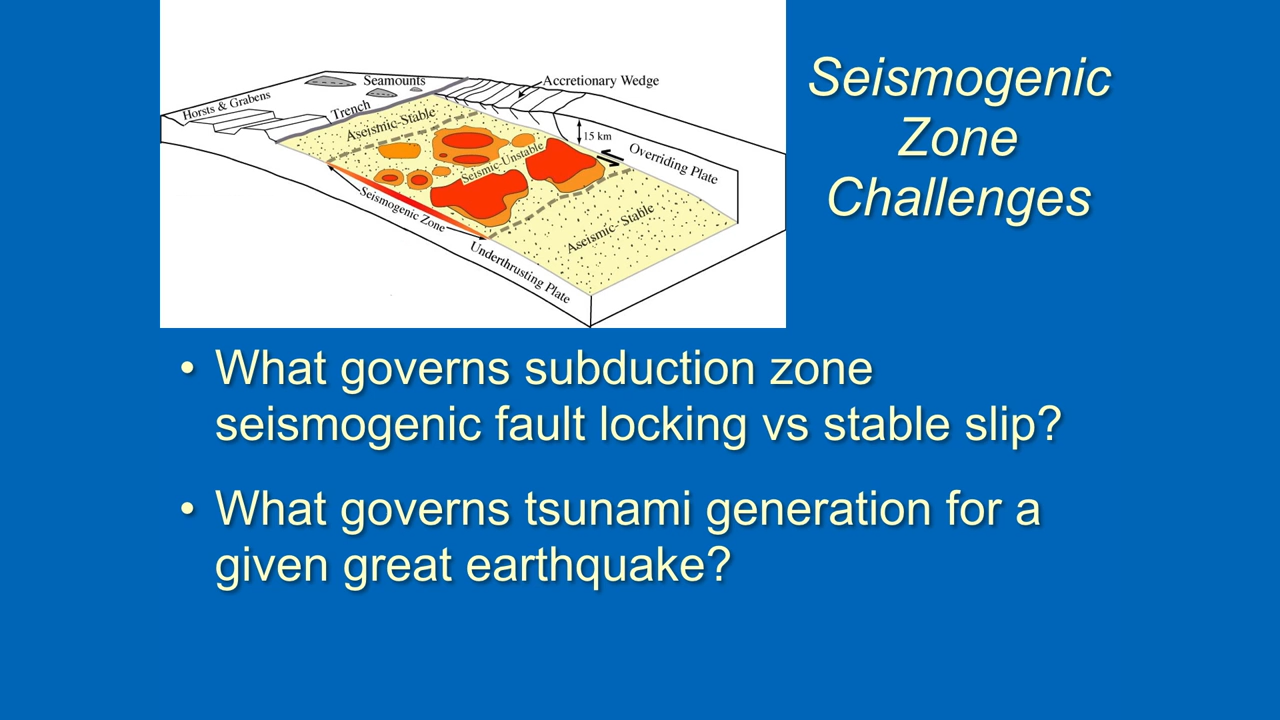 Seismogenic
Zone
Challenges
Seamounts
Accretionary Wedge
Horsts & Grabens
Trench
Aseismic-Stable
15 km
Seismic-Unstable
Overriding Plate
Seismogenic Zone
Aseismic- Stable
Underthrusting Plate
• What governs subduction zone
seismogenic fault locking vs stable slip?
• What governs tsunami generation for a
given great earthquake?